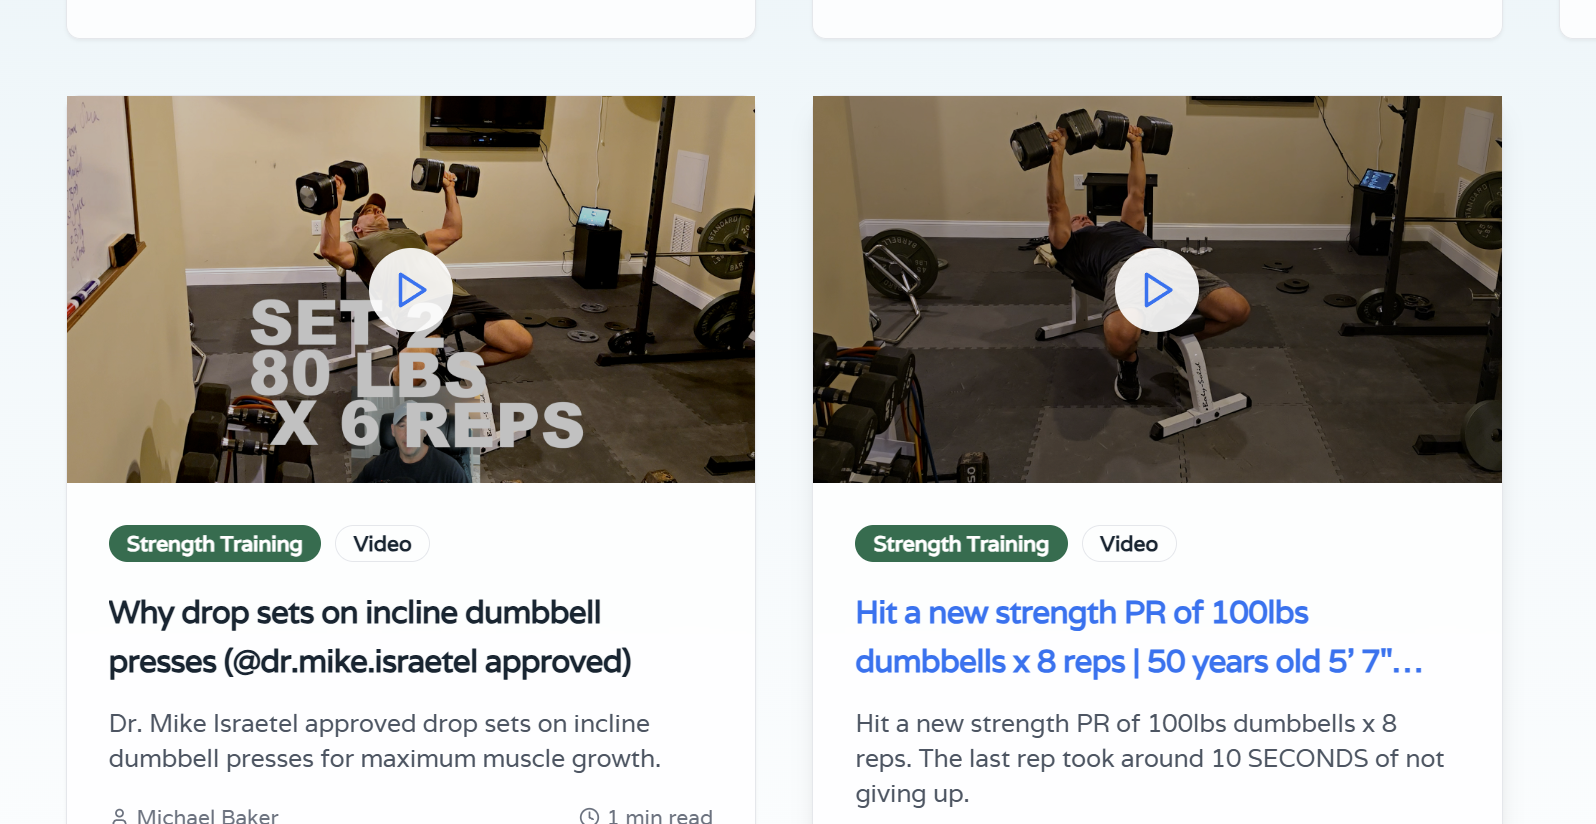 SET 2
80 LBS
X 6 REPS
Strength Training
Video
Why drop sets on incline dumbbell
presses (@dr.mike.israetel approved)
Dr. Mike Israetel approved drop sets on incline
dumbbell presses for maximum muscle growth.
Michael Baker
1 min read
STANDARD
BARBELL
STANDARD
50
Strength Training
Video
Hit a new strength PR of 100lbs
dumbbells x 8 reps | 50 years old 5’ 7"...
Hit a new strength PR of 100lbs dumbbells x 8
reps. The last rep took around 10 SECONDS of not
giving up.